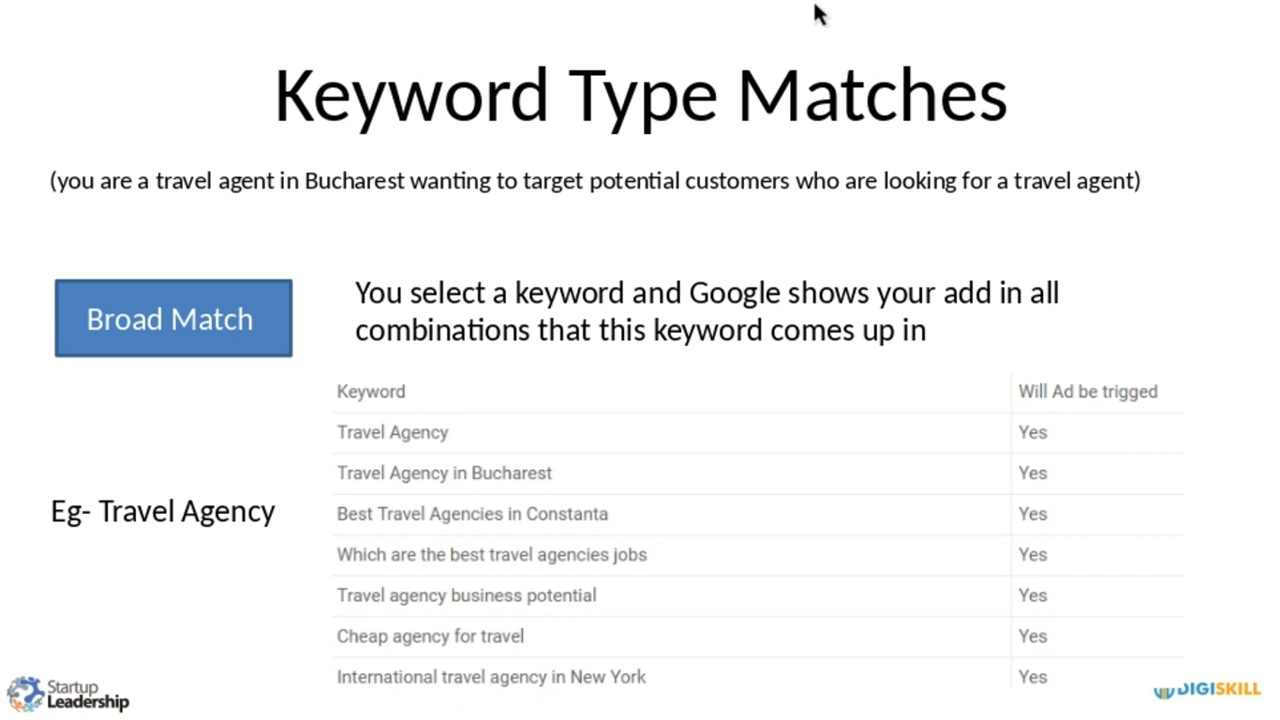 Keyword Type Matches
(you are a travel agent in Bucharest wanting to target potential customers who are looking for a travel agent)
Broad Match
You select a keyword and Google shows your add in all
combinations that this keyword comes up in
Keyword Will Ad be trigged
Travel Agency Yes
Travel Agency in Bucharest Yes
Eg- Travel Agency
Best Travel Agencies in Constanta Yes
Which are the best travel agencies jobs Yes
Travel agency business potential Yes
Cheap agency for travel Yes
International travel agency in New York Yes
Startup
Leadership
DIGISKILL